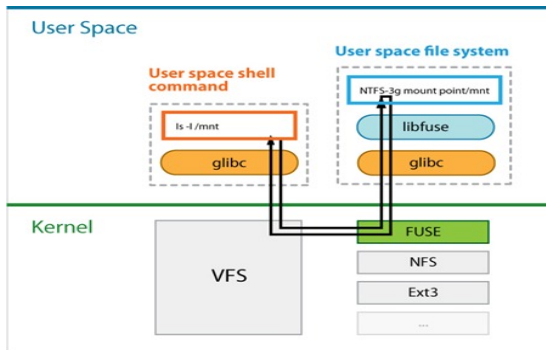 User Space
User space shell
command
ls -l /mnt
glibc
User space file system
NTFS-3g mount point/mnt
libfuse
glibc
Kernel
VFS
FUSE
NFS
Ext3
...